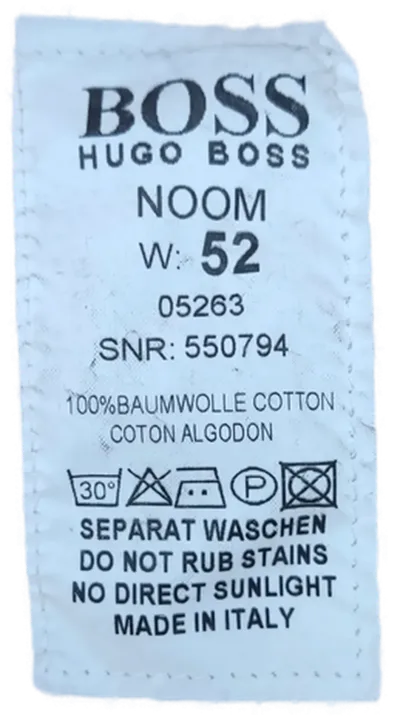 BOSS
HUGO BOSS
NOOM
W: 52
05263
SNR: 550794
100%BAUMWOLLE COTTON
COTON ALGODON
30° P
SEPARAT WASCHEN
DO NOT RUB STAINS
NO DIRECT SUNLIGHT
MADE IN ITALY